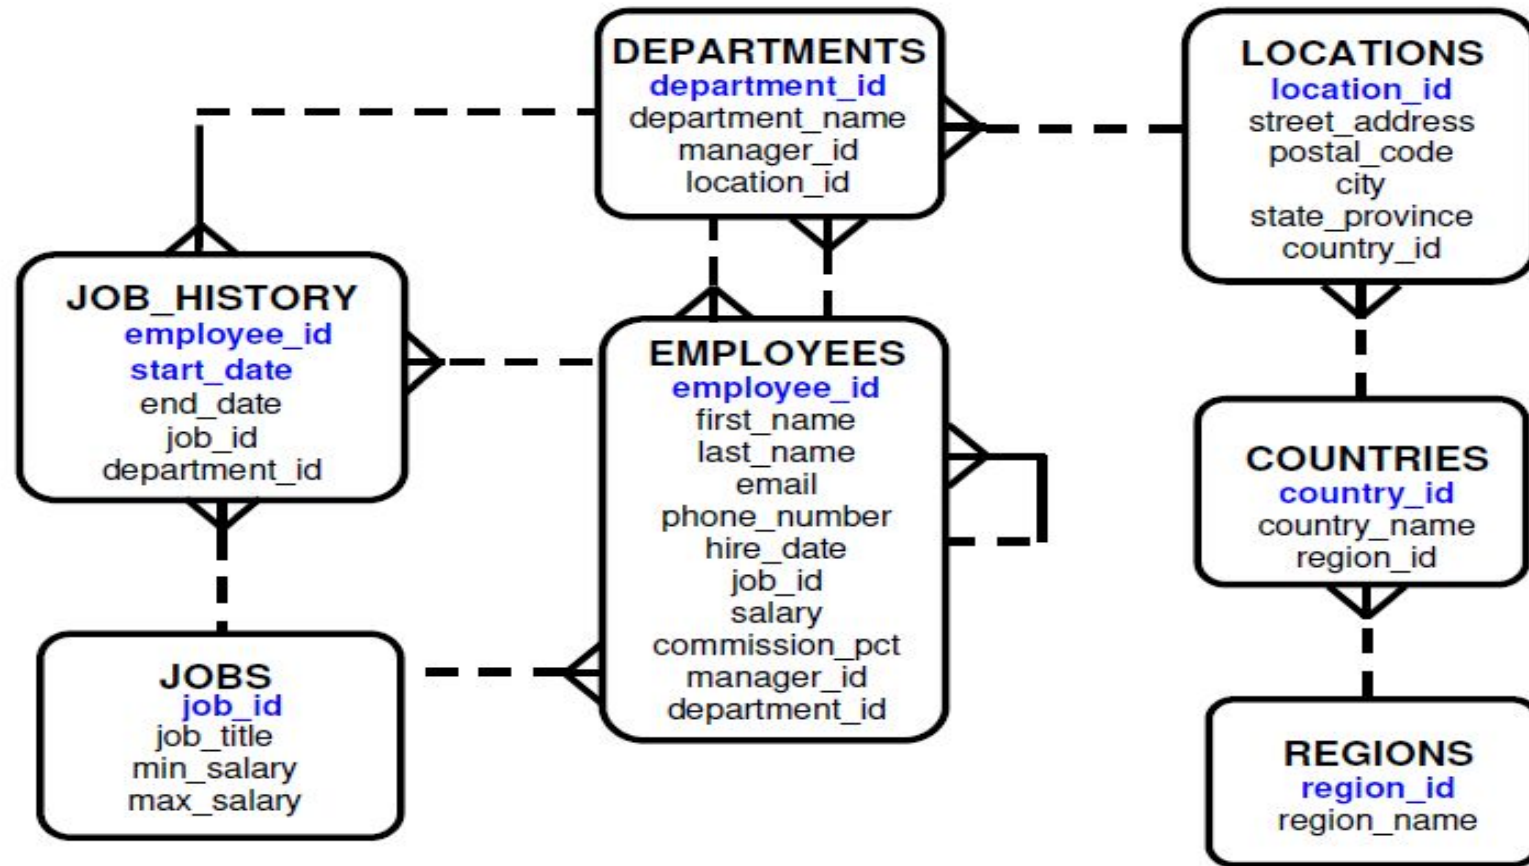 DEPARTMENTS
department_id
department_name
manager_id
location_id
LOCATIONS
location_id
street_address
postal_code
city
state_province
country_id
JOB_HISTORY
employee_id
start_date
end_date
job_id
department_id
EMPLOYEES
employee_id
first_name
last_name
email
phone_number
hire_date
job_id
salary
commission_pct
manager_id
department_id
COUNTRIES
country_id
country_name
region_id
JOBS
job_id
job_title
min_salary
max_salary
REGIONS
region_id
region_name